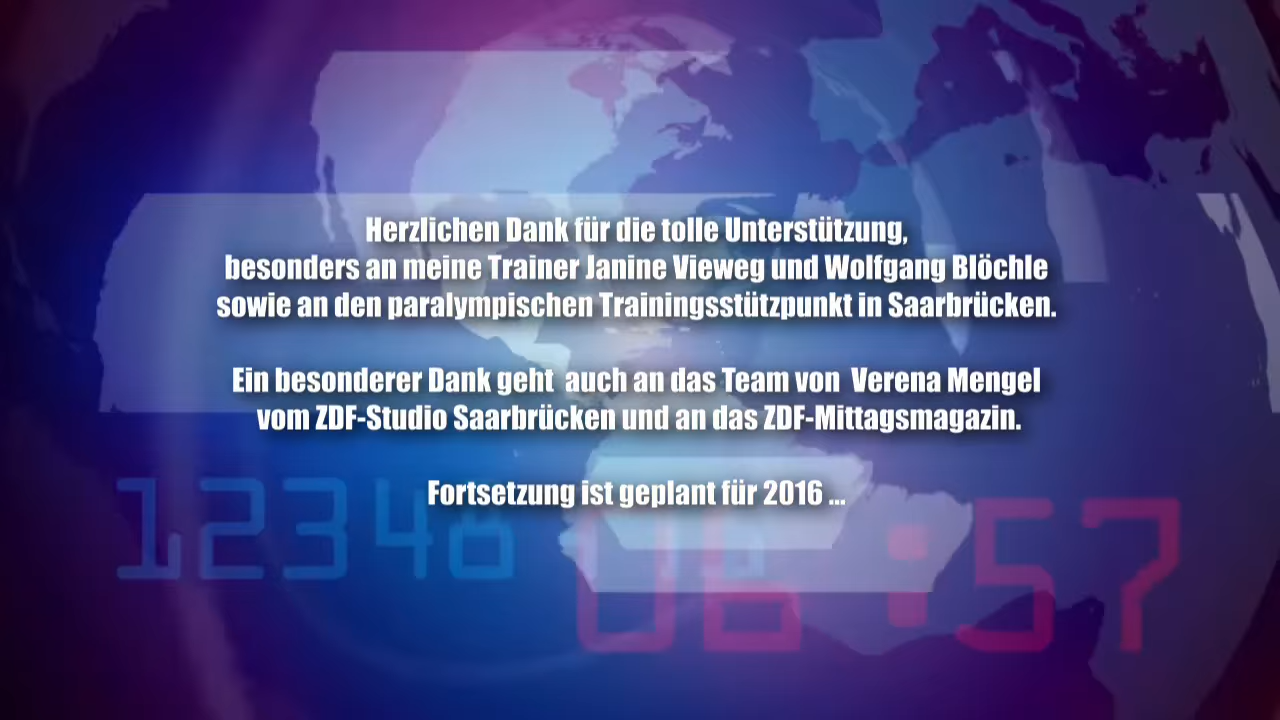 Herzlichen Dank für die tolle Unterstützung,
besonders an meine Trainer Janine Vieweg und Wolfgang Blöchle
sowie an den paralympischen Trainingsstützpunkt in Saarbrücken.
Ein besonderer Dank geht auch an das Team von Verena Mengel
vom ZDF-Studio Saarbrücken und an das ZDF-Mittagsmagazin.
Fortsetzung ist geplant für 2016 ...
12348
06:57